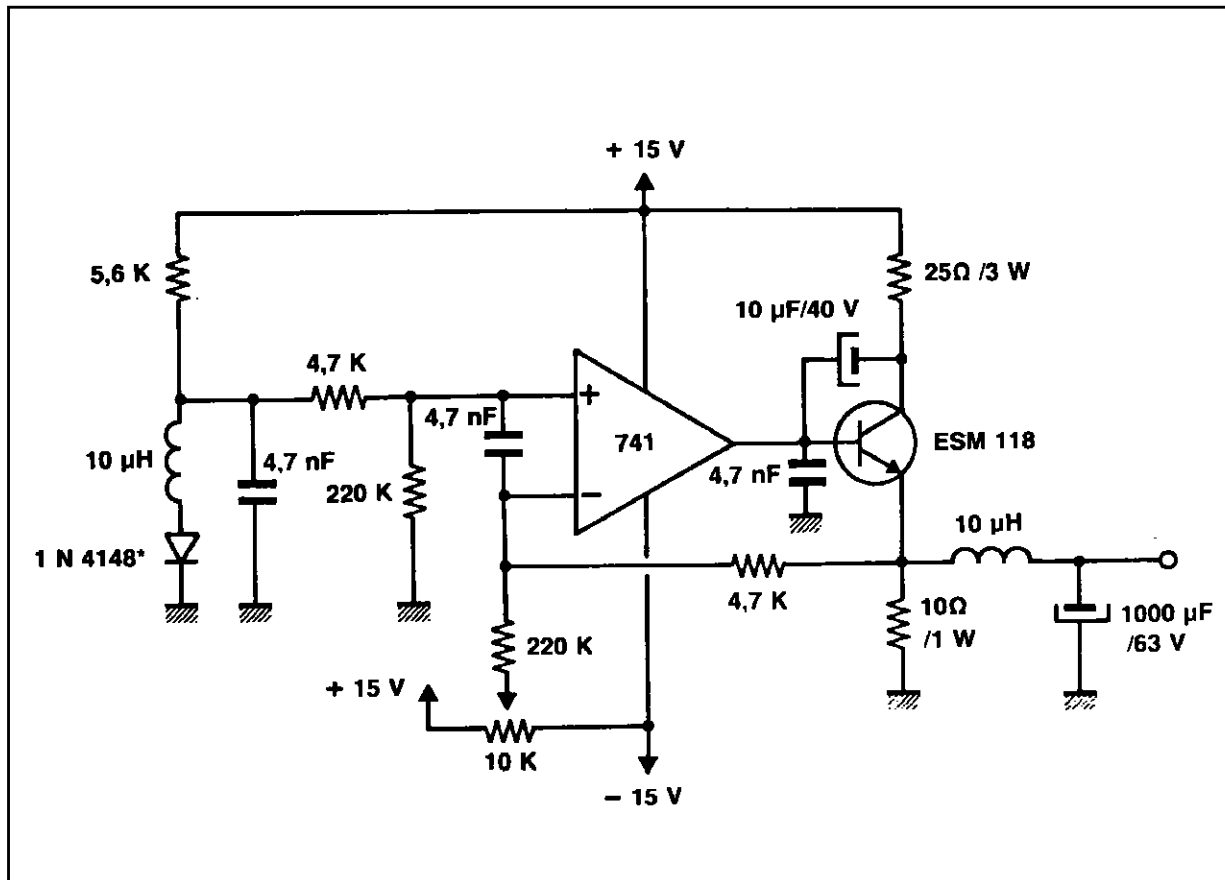 + 15 V
5,6 K
25Ω /3 W
10 µF/40 V
4,7 K
4,7 nF
+
741
ESM 118
10 µH
4,7 nF
220 K
4,7 nF
−
10 µH
1 N 4148*
4,7 K
10Ω
/1 W
1000 µF
/63 V
220 K
+ 15 V
10 K
− 15 V